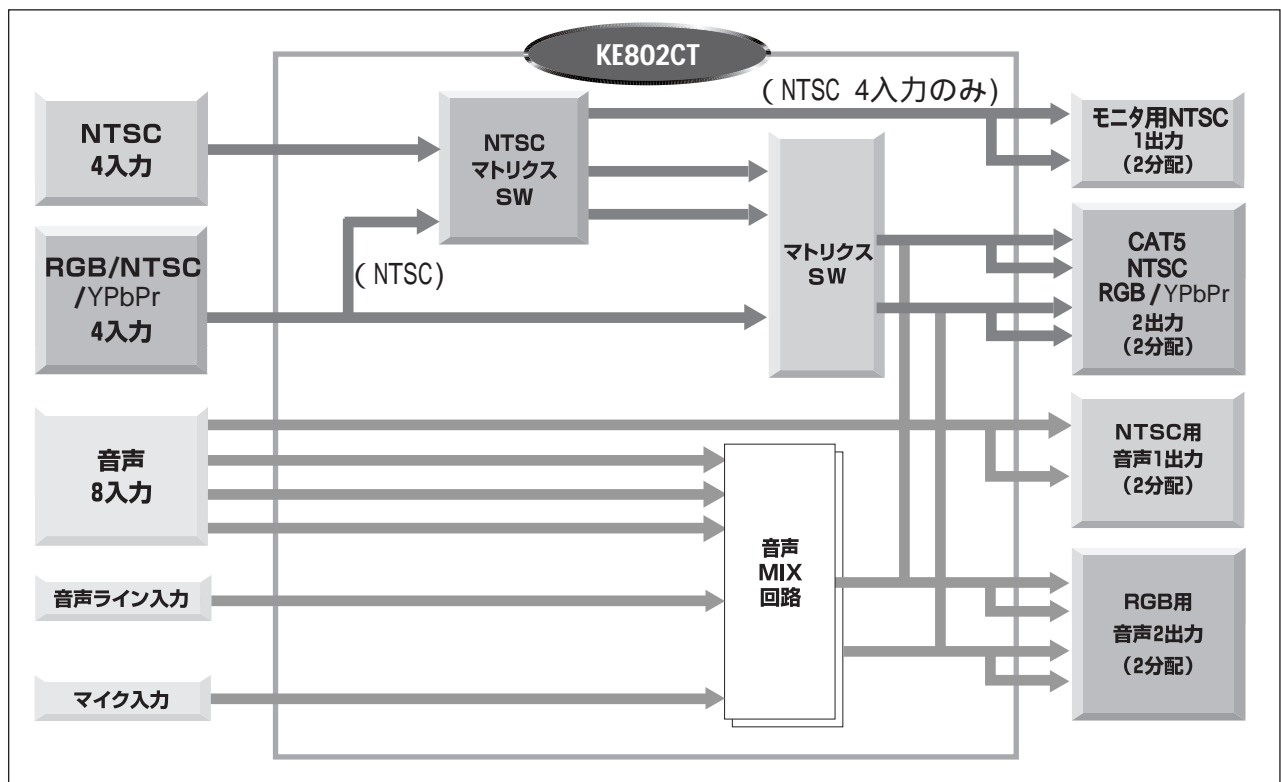 KE802CT
NTSC
4入力
RGB/NTSC
/YPbPr
4入力
(NTSC)
NTSC
マトリクス
SW
(NTSC 4入力のみ)
マトリクス
SW
モニタ用NTSC
1出力
(2分配)
CAT5
NTSC
RGB/YPbPr
2出力
(2分配)
音声
8入力
音声ライン入力
マイク入力
音声
MIX
回路
NTSC用
音声1出力
(2分配)
RGB用
音声2出力
(2分配)